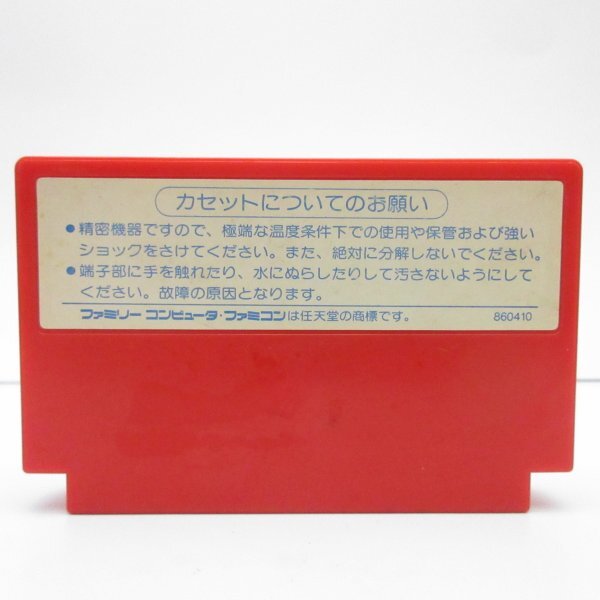 カセットについてのお願い
●精密機器ですので、極端な温度条件下での使用や保管および強い
ショックをさけてください。また、絶対に分解しないでください。
●端子部に手を触れたり、水にぬらしたりして汚さないようにして
ください。故障の原因となります。
ファミリー コンピュータ・ファミコンは任天堂の商標です。 860410